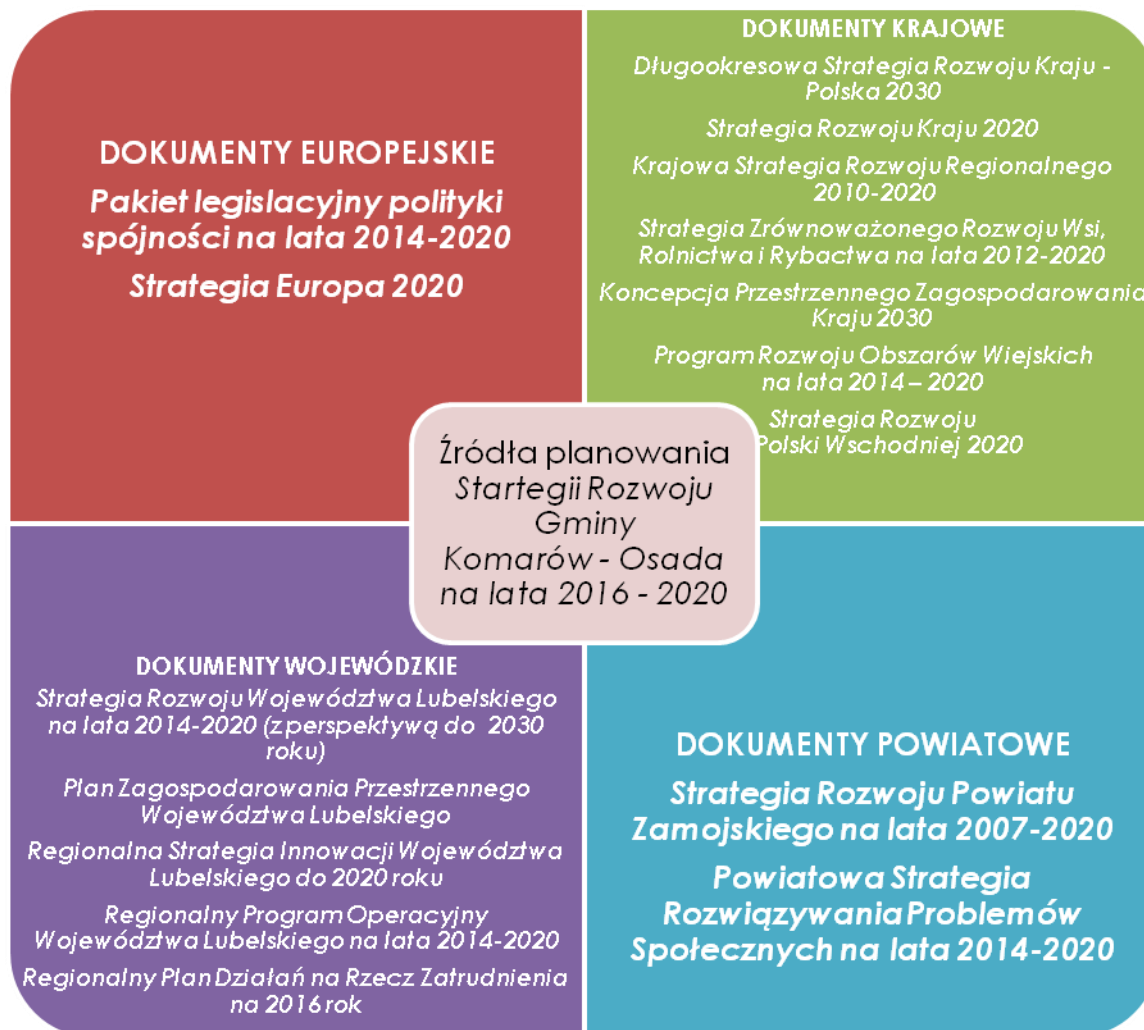 DOKUMENTY EUROPEJSKIE
Pakiet legislacyjny polityki
spójności na lata 2014-2020
Strategia Europa 2020
DOKUMENTY KRAJOWE
Długookresowa Strategia Rozwoju Kraju -
Polska 2030
Strategia Rozwoju Kraju 2020
Krajowa Strategia Rozwoju Regionalnego
2010-2020
Strategia Zrównoważonego Rozwoju Wsi,
Rolnictwa i Rybactwa na lata 2012-2020
Koncepcja Przestrzennego Zagospodarowania
Kraju 2030
Program Rozwoju Obszarów Wiejskich
na lata 2014 – 2020
Strategia Rozwoju
Polski Wschodniej 2020
Źródła planowania
Startegii Rozwoju
Gminy
Komarów - Osada
na lata 2016 - 2020
DOKUMENTY WOJEWÓDZKIE
Strategia Rozwoju Województwa Lubelskiego
na lata 2014-2020 (z perspektywą do 2030
roku)
Plan Zagospodarowania Przestrzennego
Województwa Lubelskiego
Regionalna Strategia Innowacji Województwa
Lubelskiego do 2020 roku
Regionalny Program Operacyjny
Województwa Lubelskiego na lata 2014-2020
Regionalny Plan Działań na Rzecz Zatrudnienia
na 2016 rok
DOKUMENTY POWIATOWE
Strategia Rozwoju Powiatu
Zamojskiego na lata 2007-2020
Powiatowa Strategia
Rozwiązywania Problemów
Społecznych na lata 2014-2020